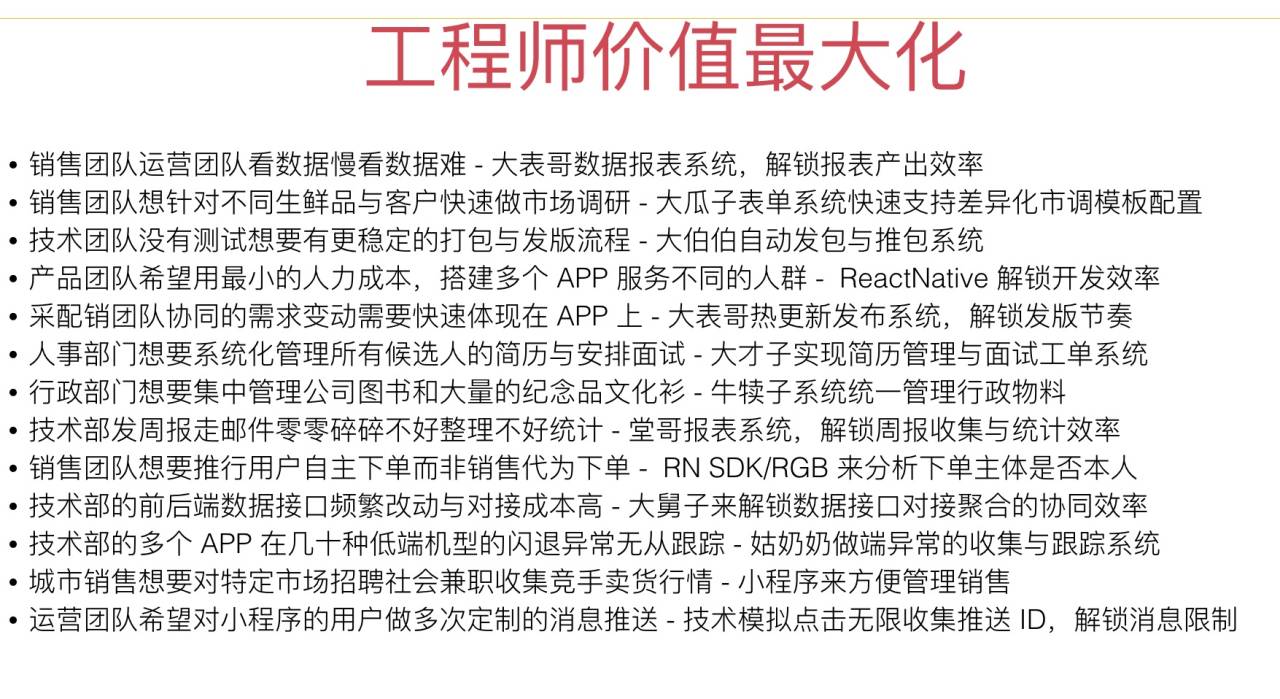 工程师价值最大化
• 销售团队运营团队看数据慢看数据难 - 大表哥数据报表系统，解锁报表产出效率
• 销售团队想针对不同生鲜品与客户快速做市场调研 - 大瓜子表单系统快速支持差异化市调模板配置
• 技术团队没有测试想要有更稳定的打包与发版流程 - 大伯伯自动发包与推包系统
• 产品团队希望用最小的人力成本，搭建多个 APP 服务不同的人群 - ReactNative 解锁开发效率
• 采配销团队协同的需求变动需要快速体现在 APP 上 - 大表哥热更新发布系统，解锁发版节奏
• 人事部门想要系统化管理所有候选人的简历与安排面试 - 大才子实现简历管理与面试工单系统
• 行政部门想要集中管理公司图书和大量的纪念品文化衫 - 牛犊子系统统一管理行政物料
• 技术部发周报走邮件零零碎碎不好整理不好统计 - 堂哥报表系统，解锁周报收集与统计效率
• 销售团队想要推行用户自主下单而非销售代为下单 - RN SDK/RGB 来分析下单主体是否本人
• 技术部的前后端数据接口频繁改动与对接成本高 - 大舅子来解锁数据接口对接聚合的协同效率
• 技术部的多个 APP 在几十种低端机型的闪退异常无从跟踪 - 姑奶奶做端异常的收集与跟踪系统
• 城市销售想要对特定市场招聘社会兼职收集竞手卖货行情 - 小程序来方便管理销售
• 运营团队希望对小程序的用户做多次定制的消息推送 - 技术模拟点击无限收集推送 ID，解锁消息限制